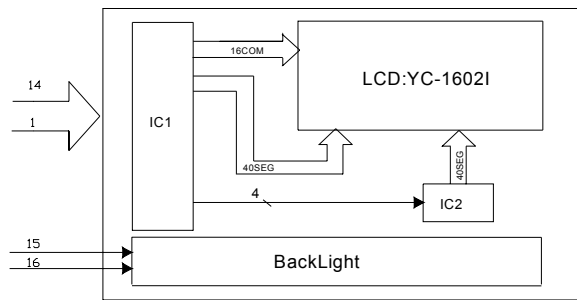 16COM
LCD:YC-1602I
14
1
IC1
40SEG
40SEG
4
IC2
15
16
BackLight